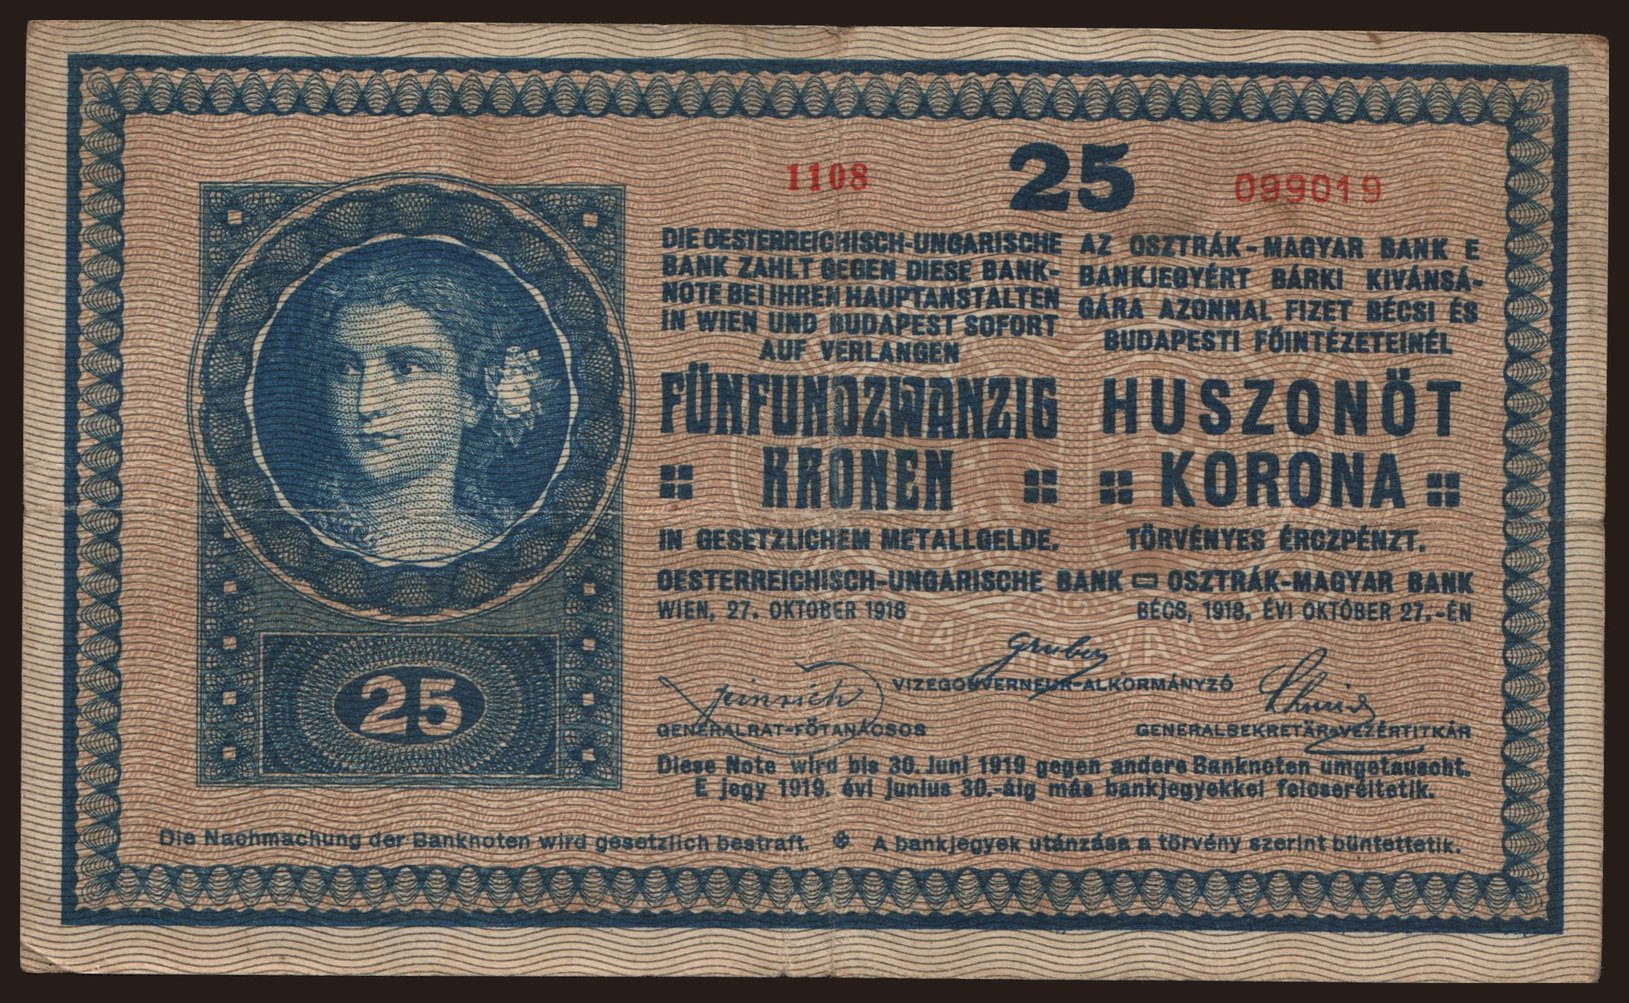 1108 25 099019
DIE OESTERREICHISCH-UNGARISCHE
BANK ZAHLT GEGEN DIESE BANK-
NOTE BEI IHREN HAUPTANSTALTEN
IN WIEN UND BUDAPEST SOFORT
AUF VERLANGEN
FÜNFUNDZWANZIG
KRONEN
IN GESETZLICHEM METALLGELDE.
AZ OSZTRÁK-MAGYAR BANK E
BANKJEGYÉRT BÁRKI KIVÁNSÁ-
GÁRA AZONNAL FIZET BÉCSI ÉS
BUDAPESTI FŐINTÉZETEINÉL
HUSZONÖT
KORONA
TÖRVÉNYES ÉRCZPÉNZT.
OESTERREICHISCH-UNGARISCHE BANK OSZTRÁK-MAGYAR BANK
WIEN, 27. OKTOBER 1918 BÉCS, 1918. ÉVI OKTÓBER 27.-ÉN
Gruber
VIZEGOUVERNEUR-ALKORMÁNYZÓ
GENERALRAT-FŐTANÁCSOS GENERALSEKRETÄR-VEZÉRTITKÁR
Diese Note wird bis 30. Juni 1919 gegen andere Banknoten umgetauscht.
E jegy 1919. évi junius 30.-áig más bankjegyekkel felcseréltetik.
25
Die Nachmachung der Banknoten wird gesetzlich bestraft. A bankjegyek utánzása a törvény szerint büntettetik.